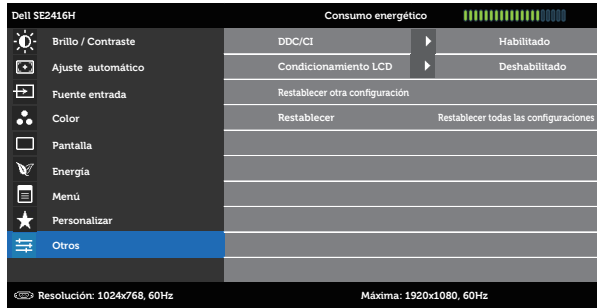 Dell SE2416H Consumo energético
Brillo / Contraste DDC/CI Habilitado
Ajuste automático Condicionamiento LCD Deshabilitado
Fuente entrada Restablecer otra configuración
Color Restablecer Restablecer todas las configuraciones
Pantalla
Energía
Menú
Personalizar
Otros
Resolución: 1024x768, 60Hz Máxima: 1920x1080, 60Hz